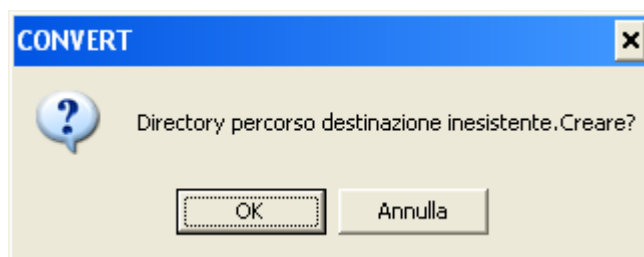 CONVERT
Directory percorso destinazione inesistente.Creare?
OK
Annulla